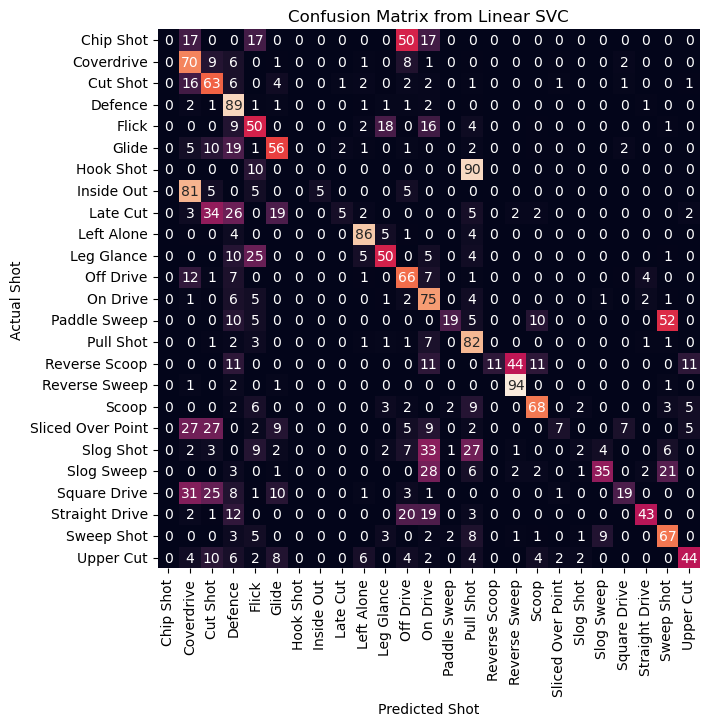 Confusion Matrix from Linear SVC
Chip Shot 0 17 0 0 17 0 0 0 0 0 0 50 17 0 0 0 0 0 0 0 0 0 0 0 0
Coverdrive 0 70 9 6 0 1 0 0 0 1 0 8 1 0 0 0 0 0 0 0 0 2 0 0 0
Cut Shot 0 16 63 6 0 4 0 0 1 2 0 2 2 0 1 0 0 0 1 0 0 1 0 0 1
Defence 0 2 1 89 1 1 0 0 0 1 1 1 2 0 0 0 0 0 0 0 0 0 1 0 0
Flick 0 0 0 9 50 0 0 0 0 2 18 0 16 0 4 0 0 0 0 0 0 0 0 1 0
Glide 0 5 10 19 1 56 0 0 2 1 0 1 0 0 2 0 0 0 0 0 0 2 0 0 0
Hook Shot 0 0 0 0 10 0 0 0 0 0 0 0 0 0 90 0 0 0 0 0 0 0 0 0 0
Inside Out 0 81 5 0 5 0 0 5 0 0 0 5 0 0 0 0 0 0 0 0 0 0 0 0 0
Late Cut 0 3 34 26 0 19 0 0 5 2 0 0 0 0 5 0 2 2 0 0 0 0 0 0 2
Left Alone 0 0 0 4 0 0 0 0 0 86 5 1 0 0 4 0 0 0 0 0 0 0 0 0 0
Leg Glance 0 0 0 10 25 0 0 0 0 5 50 0 5 0 4 0 0 0 0 0 0 0 0 1 0
Off Drive 0 12 1 7 0 0 0 0 0 1 0 66 7 0 1 0 0 0 0 0 0 0 4 0 0
On Drive 0 1 0 6 5 0 0 0 0 0 1 2 75 0 4 0 0 0 0 0 1 0 2 1 0
Paddle Sweep 0 0 0 10 5 0 0 0 0 0 0 0 0 19 5 0 0 10 0 0 0 0 0 52 0
Pull Shot 0 0 1 2 3 0 0 0 0 1 1 1 7 0 82 0 0 0 0 0 0 0 1 1 0
Reverse Scoop 0 0 0 11 0 0 0 0 0 0 0 0 11 0 0 11 44 11 0 0 0 0 0 0 11
Reverse Sweep 0 1 0 2 0 1 0 0 0 0 0 0 0 0 0 0 94 0 0 0 0 0 0 1 0
Scoop 0 0 0 2 6 0 0 0 0 0 3 2 0 2 9 0 0 68 0 2 0 0 0 3 5
Sliced Over Point 0 27 27 0 2 9 0 0 0 0 0 5 9 0 2 0 0 0 7 0 0 7 0 0 5
Slog Shot 0 2 3 0 9 2 0 0 0 0 2 7 33 1 27 0 1 0 0 2 4 0 0 6 0
Slog Sweep 0 0 0 3 0 1 0 0 0 0 0 0 28 0 6 0 2 2 0 1 35 0 2 21 0
Square Drive 0 31 25 8 1 10 0 0 0 1 0 3 1 0 0 0 0 0 1 0 0 19 0 0 0
Straight Drive 0 2 1 12 0 0 0 0 0 0 0 20 19 0 3 0 0 0 0 0 0 0 43 0 0
Sweep Shot 0 0 0 3 5 0 0 0 0 0 3 0 2 2 8 0 1 1 0 1 9 0 0 67 0
Upper Cut 0 4 10 6 2 8 0 0 0 6 0 4 2 0 4 0 0 4 2 2 0 0 0 0 44
Actual Shot
Chip Shot
Coverdrive
Cut Shot
Defence
Flick
Glide
Hook Shot
Inside Out
Late Cut
Left Alone
Leg Glance
Off Drive
On Drive
Paddle Sweep
Pull Shot
Reverse Scoop
Reverse Sweep
Scoop
Sliced Over Point
Slog Shot
Slog Sweep
Square Drive
Straight Drive
Sweep Shot
Upper Cut
Predicted Shot